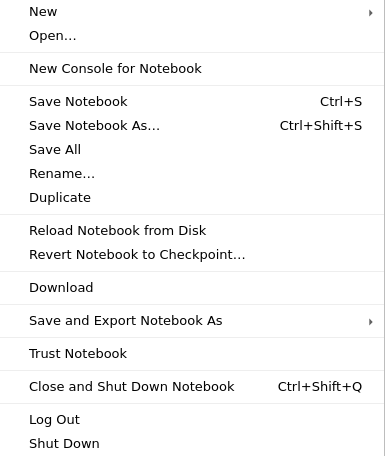 New
Open…
New Console for Notebook
Save Notebook Ctrl+S
Save Notebook As… Ctrl+Shift+S
Save All
Rename…
Duplicate
Reload Notebook from Disk
Revert Notebook to Checkpoint…
Download
Save and Export Notebook As
Trust Notebook
Close and Shut Down Notebook Ctrl+Shift+Q
Log Out
Shut Down